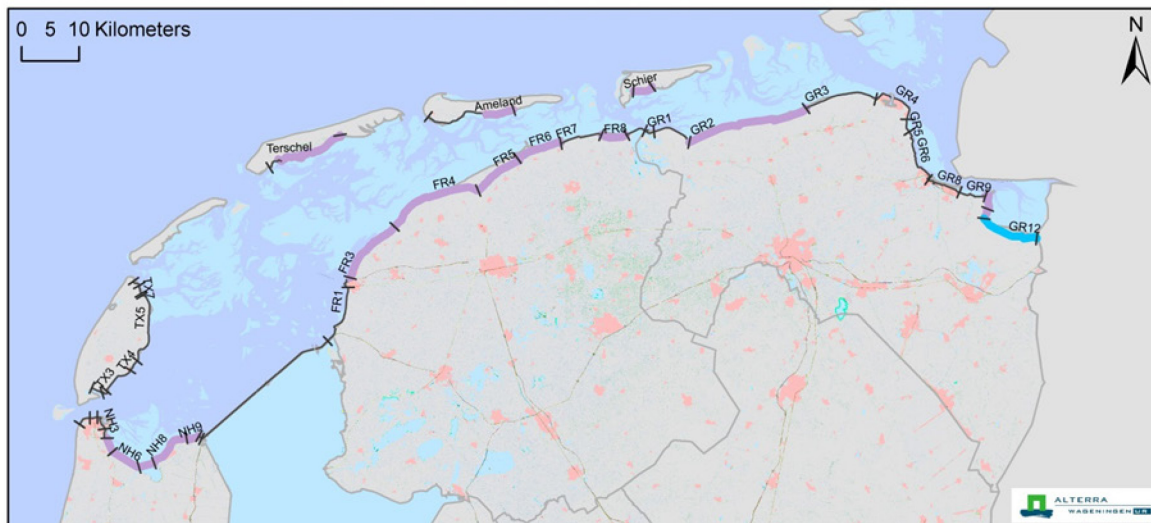 0 5 10 Kilometers
N
Schier
Ameland
GR3
GR4
GR1
GR2
GR5
GR6
FR8
FR7
FR6
FR5
Terschel
FR4
GR8
GR9
GR12
FR3
FR1
TX5
TX4
TX3
NH3
NH6
NH8
NH9
ALTERRA
WAGENINGEN UR